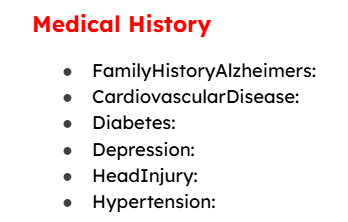 Medical History
● FamilyHistoryAlzheimers:
● CardiovascularDisease:
● Diabetes:
● Depression:
● HeadInjury:
● Hypertension: